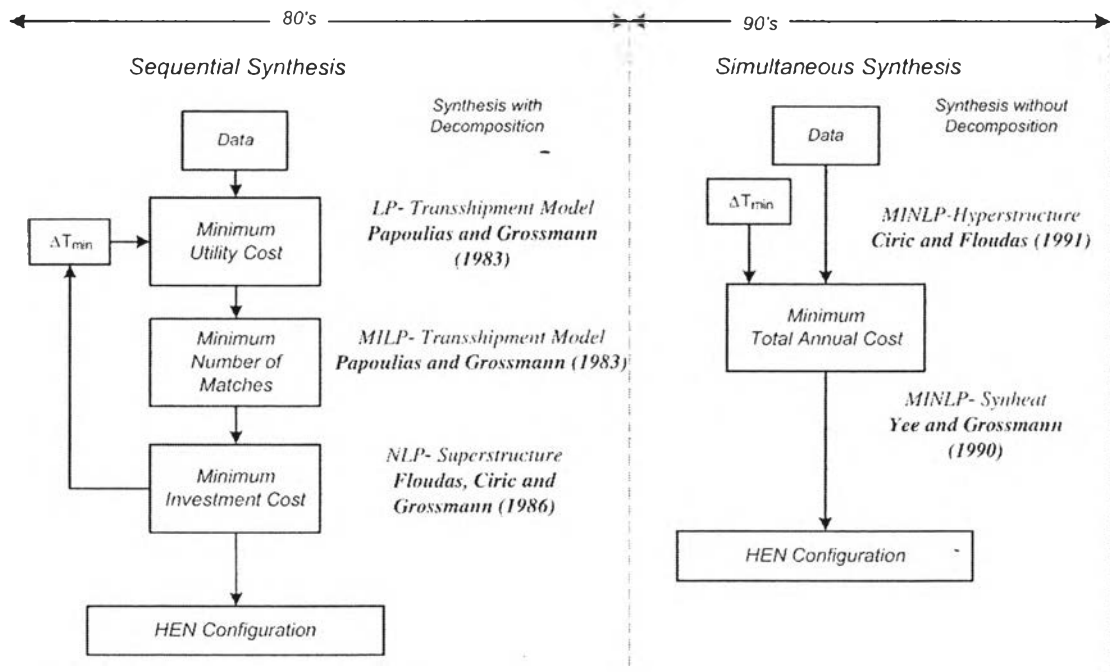 80's
90's
Sequential Synthesis
Synthesis with
Decomposition
Data
ΔTmin
Minimum
Utility Cost
LP- Transshipment Model
Papoulias and Grossmann
(1983)
Minimum
Number of
Matches
MILP- Transshipment Model
Papoulias and Grossmann (1983)
Minimum
Investment Cost
NLP- Superstructure
Floudas, Ciric and
Grossmann (1986)
HEN Configuration
Simultaneous Synthesis
Synthesis without
Decomposition
Data
ΔTmin
MINLP-Hyperstructure
Ciric and Floudas (1991)
Minimum
Total Annual Cost
MINLP- Synheat
Yee and Grossmann
(1990)
HEN Configuration